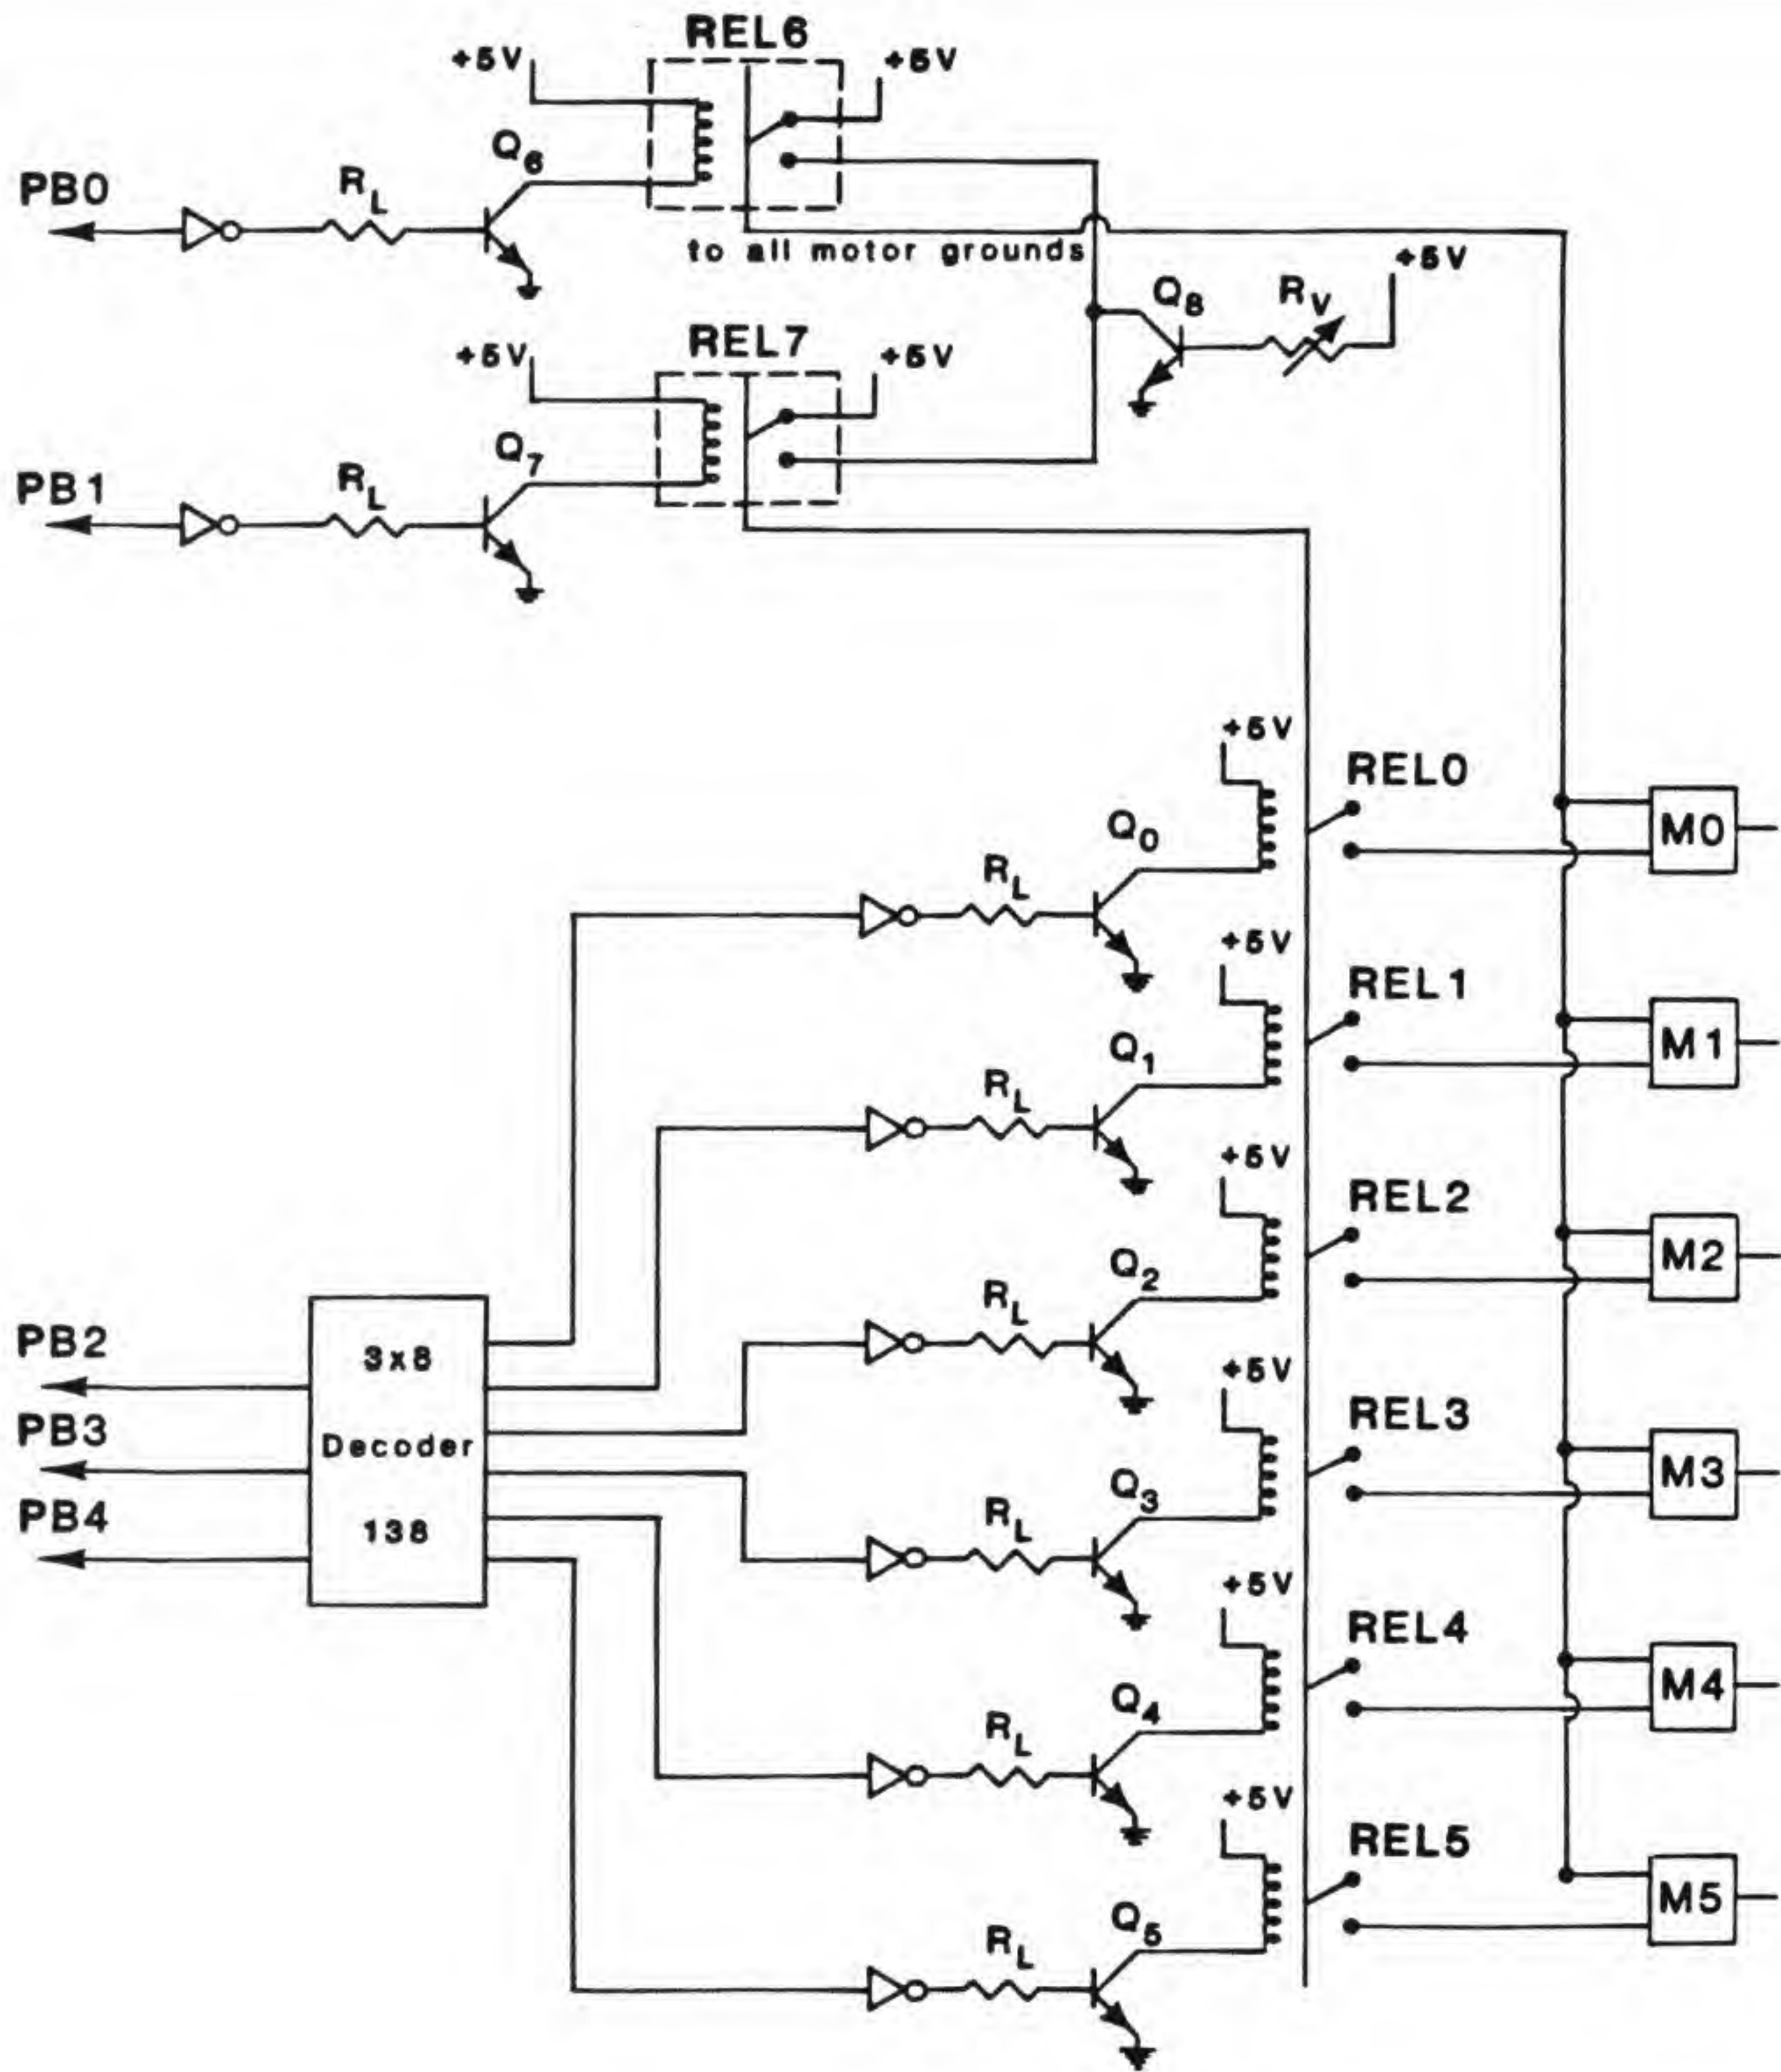 REL6
+5V
+5V
Q6
PB0
RL
to all motor grounds
+5V
Q8
RV
REL7
+5V
+5V
Q7
PB1
RL
+5V
REL0
Q0
M0
RL
+5V
REL1
Q1
M1
RL
+5V
REL2
Q2
M2
RL
PB2
3x8
+5V
REL3
PB3
Decoder
Q3
M3
PB4
138
RL
+5V
REL4
Q4
M4
RL
+5V
REL5
Q5
M5
RL